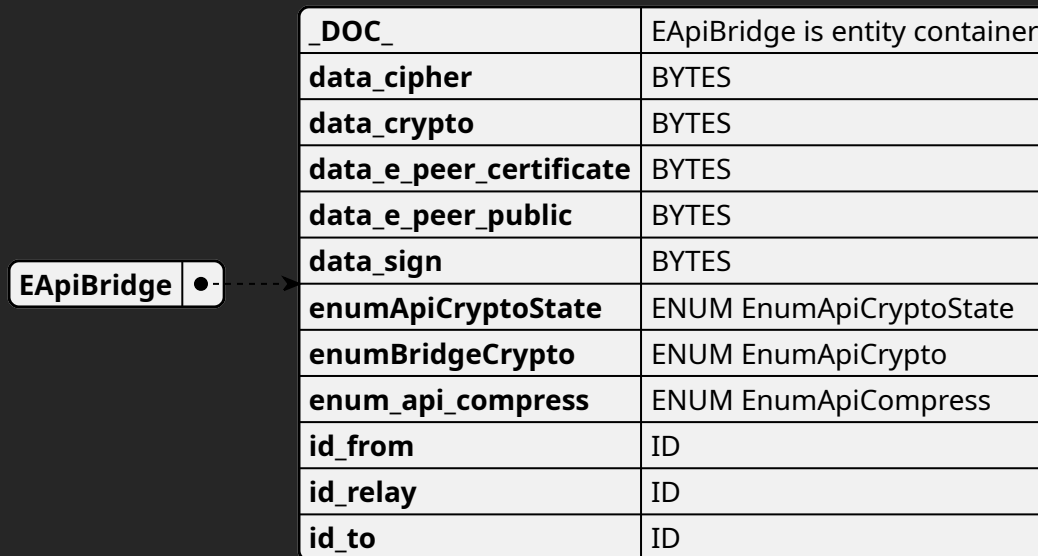 _DOC_ EApiBridge is entity container
data_cipher BYTES
data_crypto BYTES
data_e_peer_certificate BYTES
data_e_peer_public BYTES
data_sign BYTES
EApiBridge
enumApiCryptoState ENUM EnumApiCryptoState
enumBridgeCrypto ENUM EnumApiCrypto
enum_api_compress ENUM EnumApiCompress
id_from ID
id_relay ID
id_to ID